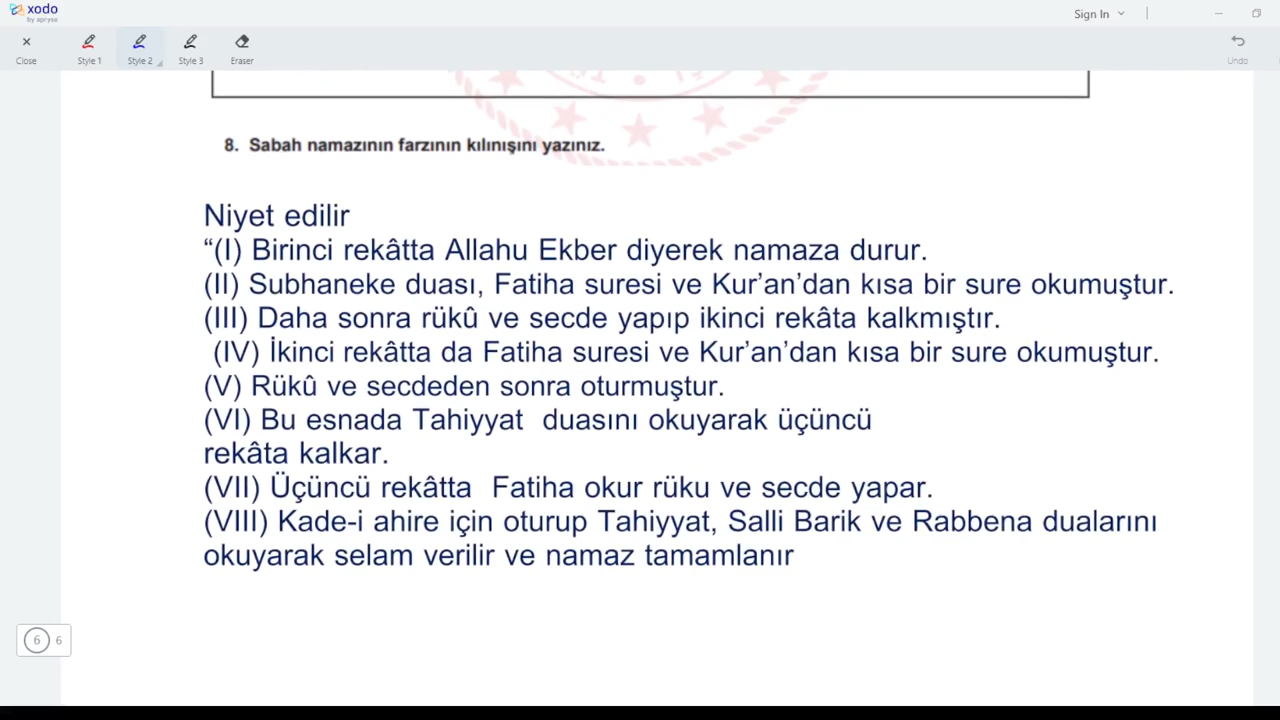 xodo
by apryse
Sign In
Close
Style 1
Style 2
Style 3
Eraser
Undo
8. Sabah namazının farzının kılınışını yazınız.
Niyet edilir
“(I) Birinci rekâtta Allahu Ekber diyerek namaza durur.
(II) Subhaneke duası, Fatiha suresi ve Kur’an’dan kısa bir sure okumuştur.
(III) Daha sonra rükû ve secde yapıp ikinci rekâta kalkmıştır.
(IV) İkinci rekâtta da Fatiha suresi ve Kur’an’dan kısa bir sure okumuştur.
(V) Rükû ve secdeden sonra oturmuştur.
(VI) Bu esnada Tahiyyat duasını okuyarak üçüncü
rekâta kalkar.
(VII) Üçüncü rekâtta Fatiha okur rüku ve secde yapar.
(VIII) Kade-i ahire için oturup Tahiyyat, Salli Barik ve Rabbena dualarını
okuyarak selam verilir ve namaz tamamlanır
6 6